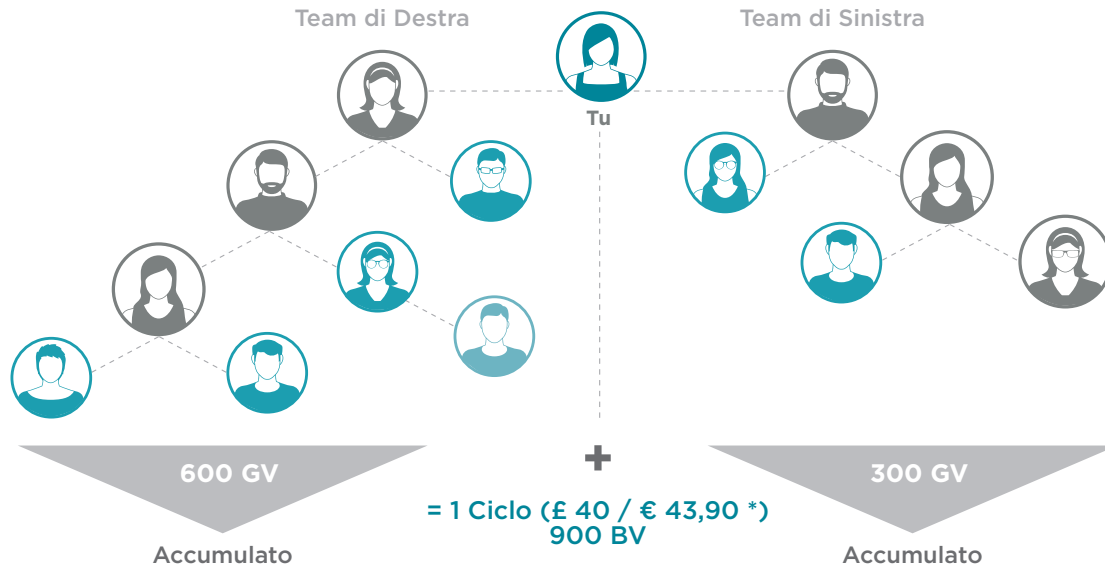 Team di Destra
Team di Sinistra
Tu
600 GV
+
300 GV
= 1 Ciclo (£ 40 / € 43,90 *)
900 BV
Accumulato
Accumulato